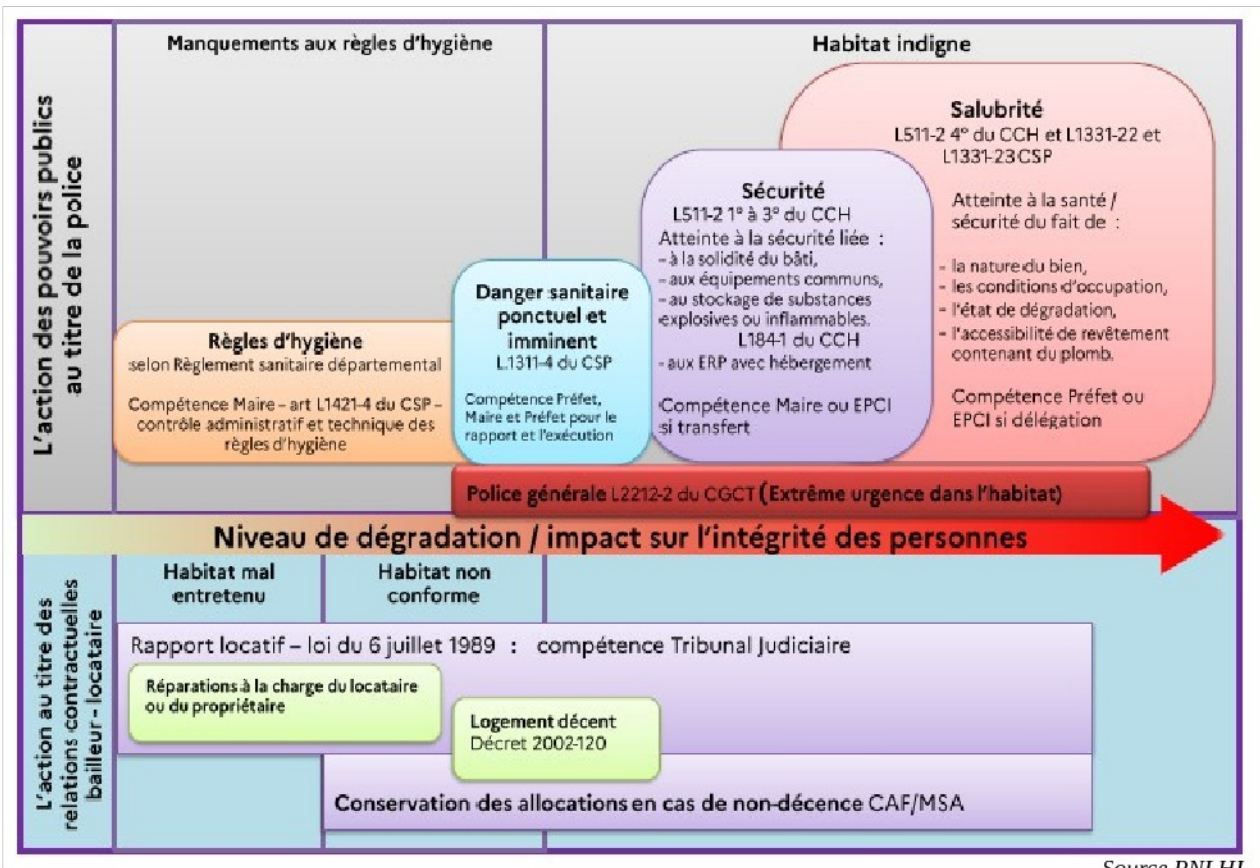 L'action des pouvoirs publics
au titre de la police
Manquements aux règles d'hygiène
Habitat indigne
Règles d'hygiène
selon Règlement sanitaire départemental
Compétence Maire – art L1421-4 du CSP –
contrôle administratif et technique des
règles d'hygiène
Danger sanitaire
ponctuel et
imminent
L1311-4 du CSP
Compétence Préfet,
Maire et Préfet pour le
rapport et l'exécution
Sécurité
L511-2 1° à 3° du CCH
Atteinte à la sécurité liée :
- à la solidité du bâti,
- aux équipements communs,
- au stockage de substances
explosives ou inflammables.
L184-1 du CCH
- aux ERP avec hébergement
Compétence Maire ou EPCI
si transfert
Salubrité
L511-2 4° du CCH et L1331-22 et
L1331-23 CSP
Atteinte à la santé /
sécurité du fait de :
- la nature du bien,
- les conditions d'occupation,
- l'état de dégradation,
- l'accessibilité de revêtement
contenant du plomb.
Compétence Préfet ou
EPCI si délégation
Police générale L2212-2 du CGCT (Extrême urgence dans l'habitat)
Niveau de dégradation / impact sur l'intégrité des personnes
L'action au titre des
relations contractuelles
bailleur - locataire
Habitat mal
entretenu
Habitat non
conforme
Rapport locatif – loi du 6 juillet 1989 : compétence Tribunal Judiciaire
Réparations à la charge du locataire
ou du propriétaire
Logement décent
Décret 2002-120
Conservation des allocations en cas de non-décence CAF/MSA
Source PNLHI